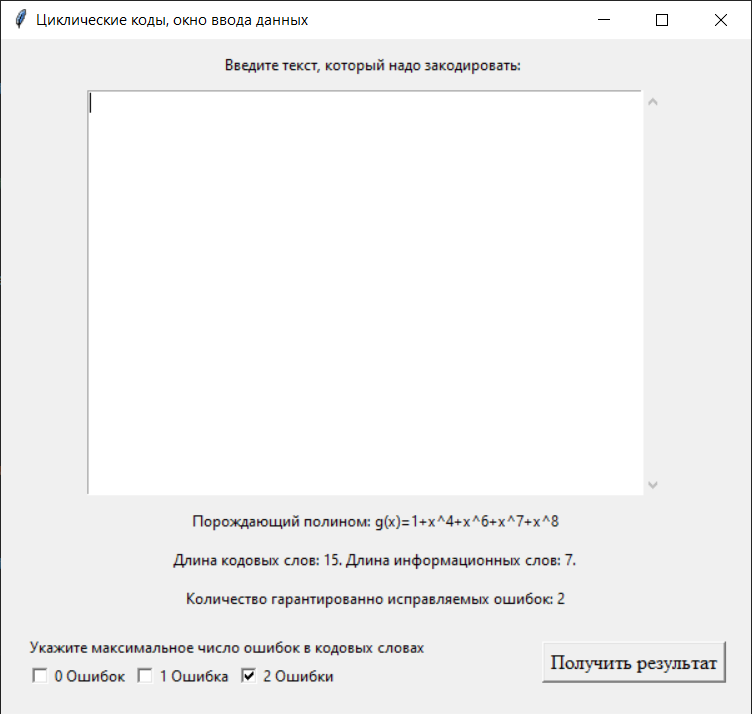 Циклические коды, окно ввода данных
Введите текст, который надо закодировать:
Порождающий полином: g(x)=1+x^4+x^6+x^7+x^8
Длина кодовых слов: 15. Длина информационных слов: 7.
Количество гарантированно исправляемых ошибок: 2
Укажите максимальное число ошибок в кодовых словах
0 Ошибок 1 Ошибка 2 Ошибки
Получить результат